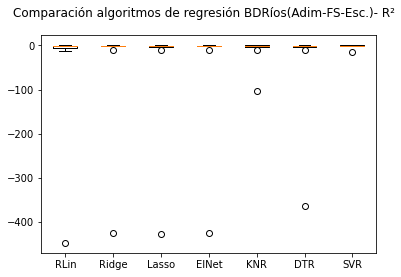 Comparación algoritmos de regresión BDRíos(Adim-FS-Esc.)- R²
0
−100
−200
−300
−400
RLin Ridge Lasso ElNet KNR DTR SVR